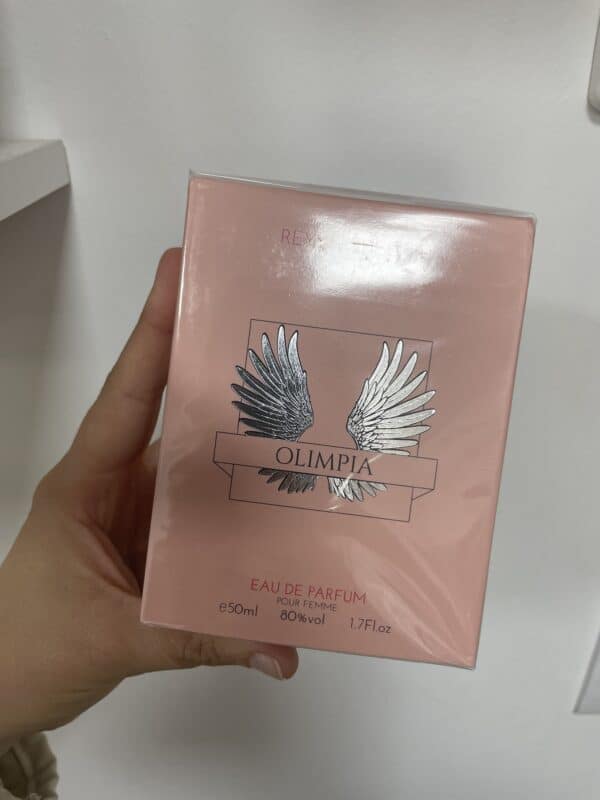 OLIMPIA
EAU DE PARFUM
POUR FEMME
e50ml 80%vol 1.7Fl.oz